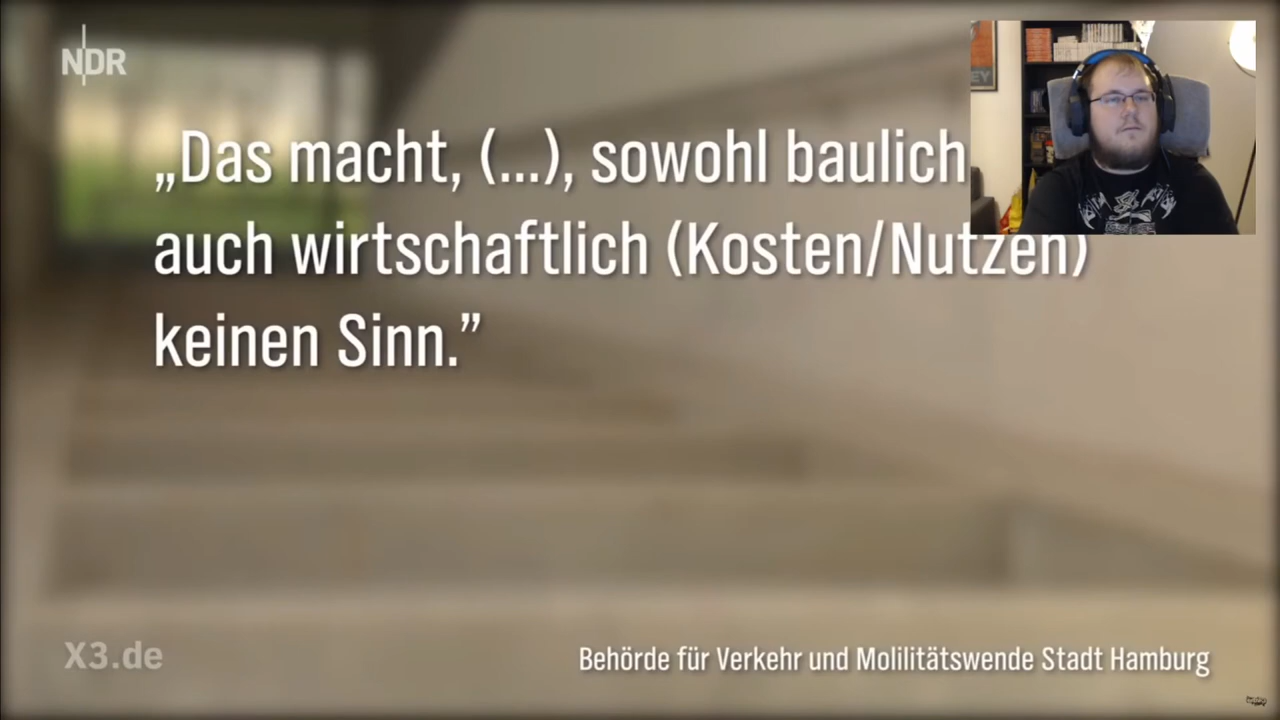 NDR
„Das macht, (...), sowohl baulich
auch wirtschaftlich (Kosten/Nutzen)
keinen Sinn.”
X3.de
Behörde für Verkehr und Molilitätswende Stadt Hamburg
EY